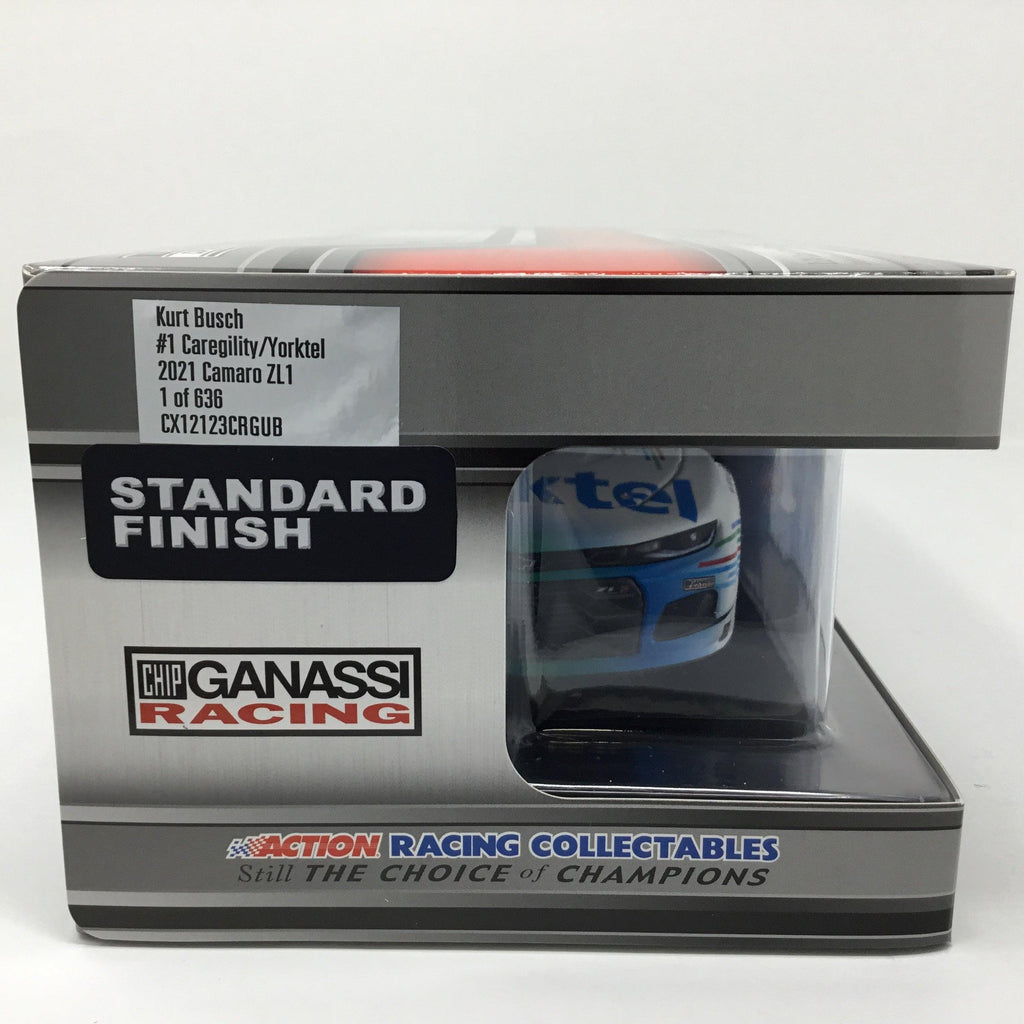 Kurt Busch
#1 Caregility/Yorktel
2021 Camaro ZL1
1 of 636
CX12123CRGUB
STANDARD
FINISH
ktel
CHIP GANASSI
RACING
ACTION RACING COLLECTABLES
Still THE CHOICE of CHAMPIONS